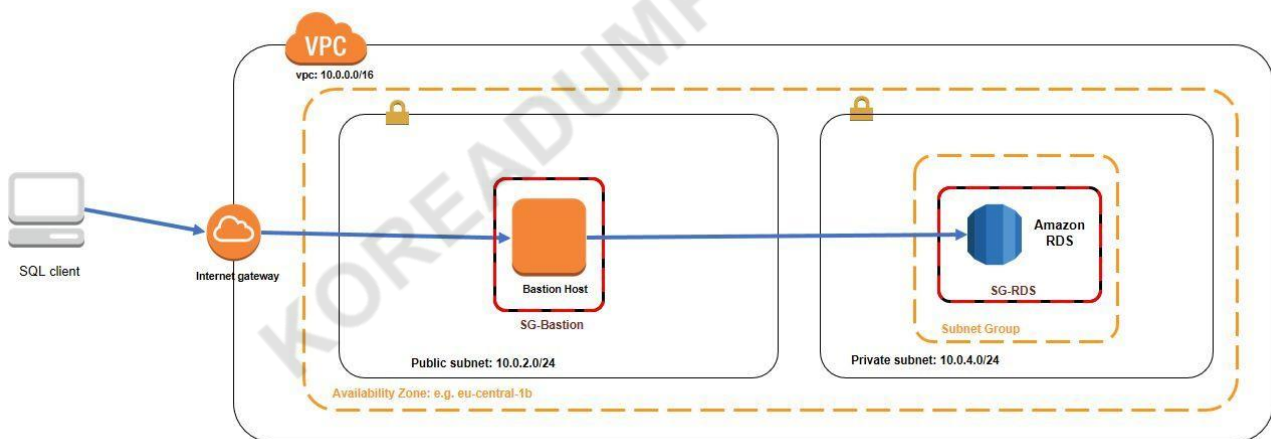 VPC
vpc: 10.0.0.0/16
SQL client
Internet gateway
Bastion Host
SG-Bastion
Public subnet: 10.0.2.0/24
Amazon
RDS
SG-RDS
Subnet Group
Private subnet: 10.0.4.0/24
Availability Zone: e.g. eu-central-1b